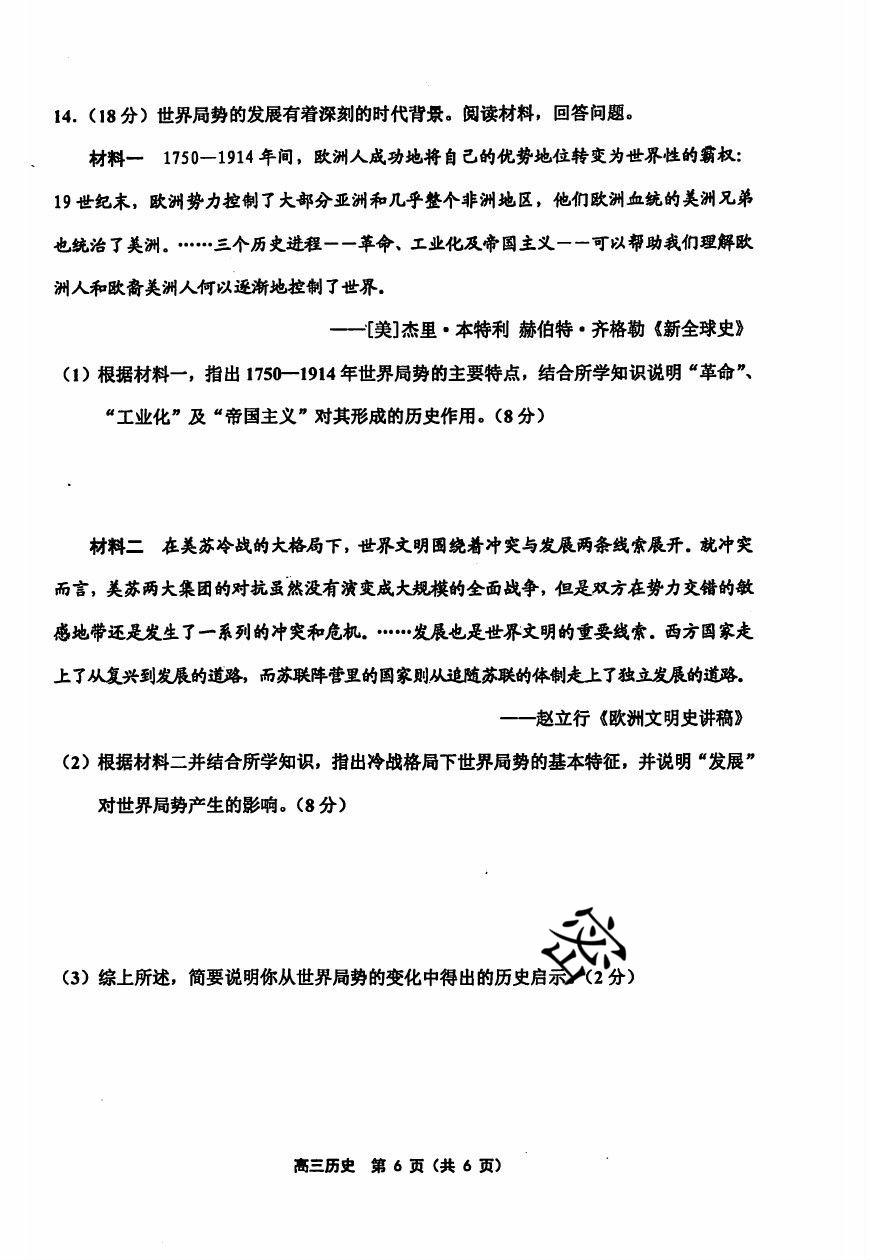 14.（18 分）世界局势的发展有着深刻的时代背景。阅读材料，回答问题。
材料一 1750—1914 年间，欧洲人成功地将自己的优势地位转变为世界性的霸权：
19 世纪末，欧洲势力控制了大部分亚洲和几乎整个非洲地区，他们欧洲血统的美洲兄弟
也统治了美洲。……三个历史进程——革命、工业化及帝国主义——可以帮助我们理解欧
洲人和欧裔美洲人何以逐渐地控制了世界。
——[美]杰里·本特利 赫伯特·齐格勒《新全球史》
（1）根据材料一，指出 1750—1914 年世界局势的主要特点，结合所学知识说明“革命”、
“工业化”及“帝国主义”对其形成的历史作用。（8 分）
材料二 在美苏冷战的大格局下，世界文明围绕着冲突与发展两条线索展开。就冲突
而言，美苏两大集团的对抗虽然没有演变成大规模的全面战争，但是双方在势力交错的敏
感地带还是发生了一系列的冲突和危机。……发展也是世界文明的重要线索。西方国家走
上了从复兴到发展的道路，而苏联阵营里的国家则从追随苏联的体制走上了独立发展的道路。
——赵立行《欧洲文明史讲稿》
（2）根据材料二并结合所学知识，指出冷战格局下世界局势的基本特征，并说明“发展”
对世界局势产生的影响。（8 分）
密
（3）综上所述，简要说明你从世界局势的变化中得出的历史启示。（2 分）
高三历史 第 6 页（共 6 页）